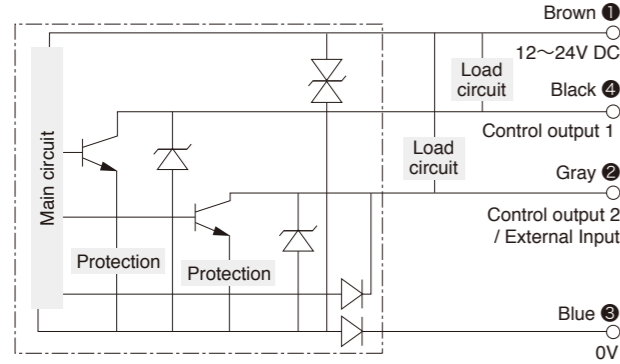 Brown ❶
12～24V DC
Load
circuit
Black ❹
Control output 1
Load
circuit
Gray ❷
Control output 2
/ External Input
Main circuit
Protection
Protection
Blue ❸
0V